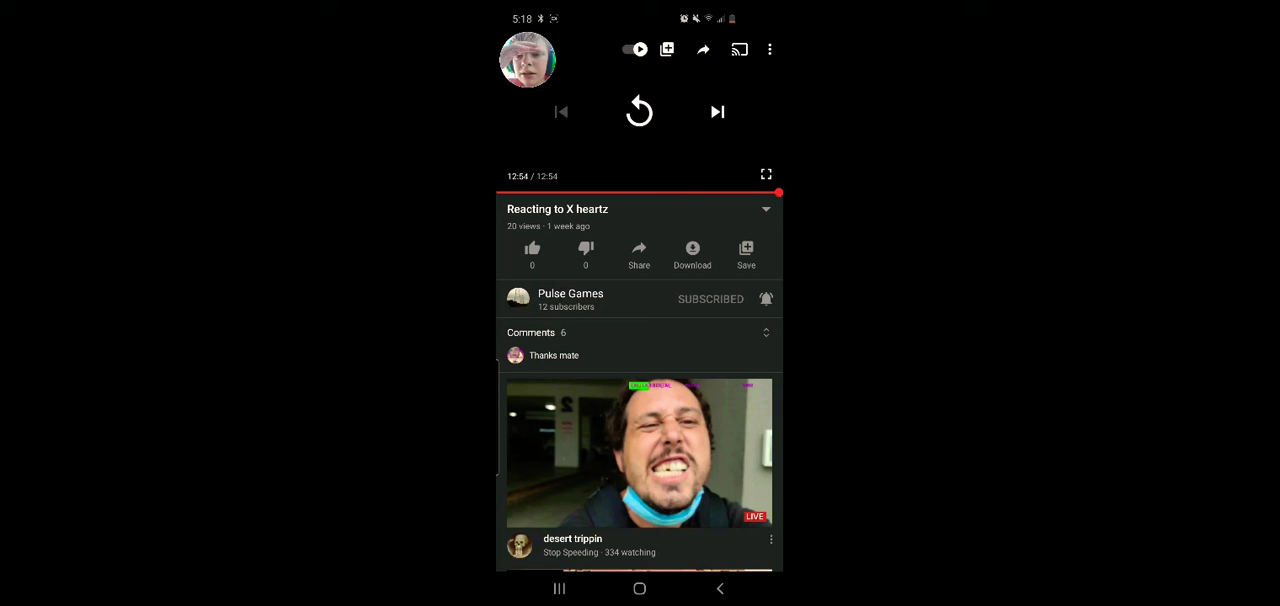 5:18
12:54 / 12:54
Reacting to X heartz
20 views · 1 week ago
0 0 Share Download Save
Pulse Games
12 subscribers
SUBSCRIBED
Comments 6
Thanks mate
2
LIVE
desert trippin
Stop Speeding · 334 watching